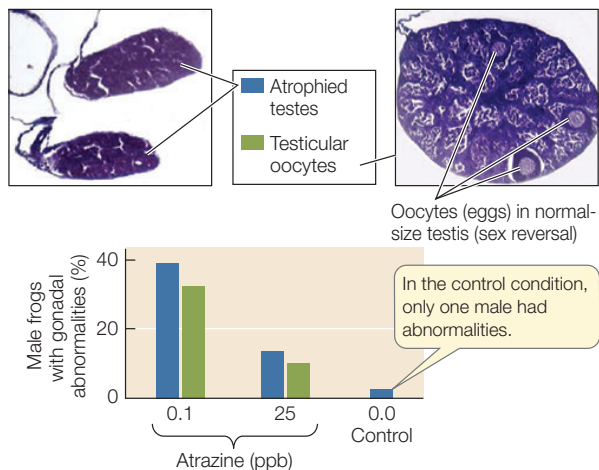 Atrophied
testes
Testicular
oocytes
Oocytes (eggs) in normal-
size testis (sex reversal)
Male frogs
with gonadal
abnormalities (%)
40
20
0
In the control condition,
only one male had
abnormalities.
0.1
25
0.0
Control
Atrazine (ppb)